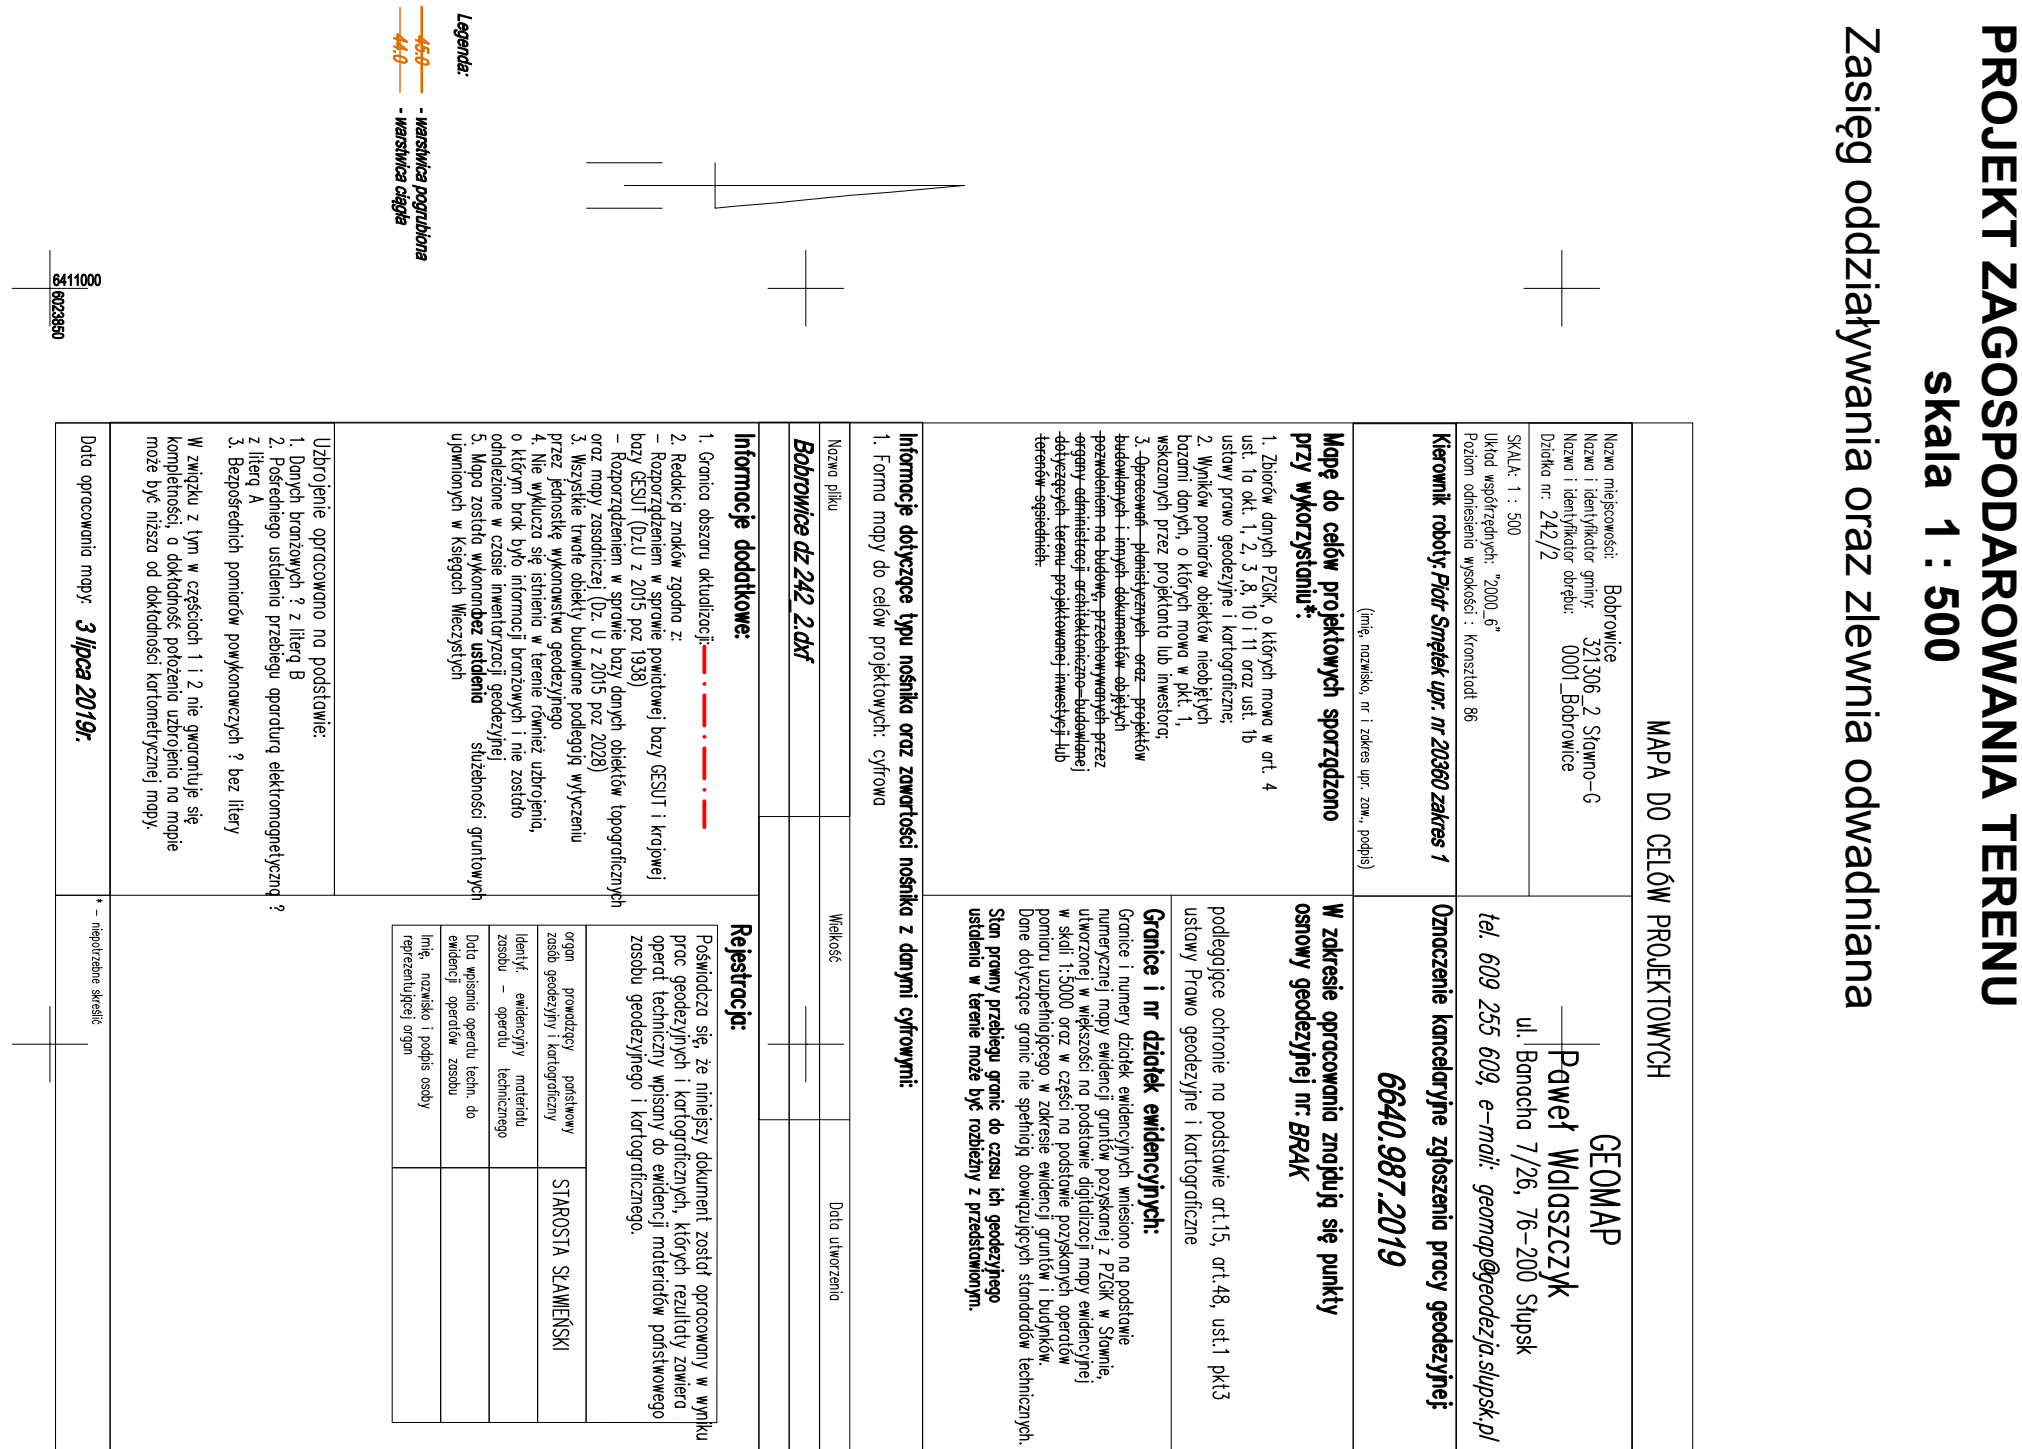 PROJEKT ZAGOSPODAROWANIA TERENU
skala 1 : 500
Zasięg oddziaływania oraz zlewnia odwadniana
MAPA DO CELÓW PROJEKTOWYCH
Nazwa miejscowości: Bobrowice
Nazwa i identyfikator gminy: 321306_2 Sławno-G
Nazwa i identyfikator obrębu: 0001_Bobrowice
Działka nr: 242/2
SKALA: 1 : 500
Układ współrzędnych: "2000_6"
Poziom odniesienia wysokości : Kronsztadt 86
GEOMAP
Paweł Walaszczyk
ul. Banacha 7/26, 76-200 Słupsk
tel. 609 255 609, e-mail: geomap@geodezja.slupsk.pl
Kierownik roboty: Piotr Smętek upr. nr 20360 zakres 1
(imię, nazwisko, nr i zakres upr. zaw., podpis)
Oznaczenie kancelaryjne zgłoszenia pracy geodezyjnej:
6640.987.2019
Mapę do celów projektowych sporządzono
przy wykorzystaniu*:
1. Zbiorów danych PZGiK, o których mowa w art. 4
ust. 1a okt. 1, 2, 3 ,8, 10 i 11 oraz ust. 1b
ustawy prawo geodezyjne i kartograficzne;
2. Wyników pomiarów obiektów nieobjętych
bazami danych, o których mowa w pkt. 1,
wskazanych przez projektanta lub inwestora;
3. Opracowań planistycznych oraz projektów
budowlanych i innych dokumentów objętych
pozwoleniem na budowę, przechowywanych przez
organy administracji architektoniczno-budowlanej
dotyczących terenu projektowanej inwestycji lub
terenów sąsiednich.
W zakresie opracowania znajdują się punkty
osnowy geodezyjnej nr: BRAK
podlegające ochronie na podstawie art.15, art.48, ust.1 pkt3
ustawy Prawo geodezyjne i kartograficzne
Granice i nr działek ewidencyjnych:
Granice i numery działek ewidencyjnych wniesiono na podstawie
numerycznej mapy ewidencji gruntów pozyskanej z PZGiK w Sławnie,
utworzonej w większości na podstawie digitalizacji mapy ewidencyjnej
w skali 1:5000 oraz w części na podstawie pozyskanych operatów
pomiaru uzupełniającego w zakresie ewidencji gruntów i budynków.
Dane dotyczące granic nie spełniają obowiązujących standardów technicznych.
Stan prawny przebiegu granic do czasu ich geodezyjnego
ustalenia w terenie może być rozbieżny z przedstawionym.
Informacje dotyczące typu nośnika oraz zawartości nośnika z danymi cyfrowymi:
1. Forma mapy do celów projektowych: cyfrowa
Nazwa pliku
Wielkość
Data utworzenia
Bobrowice dz 242_2.dxf
Informacje dodatkowe:
1. Granica obszaru aktualizacji:
2. Redakcja znaków zgodna z:
– Rozporządzeniem w sprawie powiatowej bazy GESUT i krajowej
bazy GESUT (Dz.U z 2015 poz 1938)
– Rozporządzeniem w sprawie bazy danych obiektów topograficznych
oraz mapy zasadniczej (Dz. U z 2015 poz 2028)
3. Wszystkie trwałe obiekty budowlane podlegają wytyczeniu
przez jednostkę wykonawstwa geodezyjnego
4. Nie wyklucza się istnienia w terenie również uzbrojenia,
o którym brak było informacji branżowych i nie zostało
odnalezione w czasie inwentaryzacji geodezyjnej
5. Mapa została wykonana bez ustalenia służebności gruntowych
ujawnionych w Księgach Wieczystych
Rejestracja:
Poświadcza się, że niniejszy dokument został opracowany w wyniku
prac geodezyjnych i kartograficznych, których rezultaty zawiera
operat techniczny wpisany do ewidencji materiałów państwowego
zasobu geodezyjnego i kartograficznego.
organ prowadzący państwowy
zasób geodezyjny i kartograficzny
STAROSTA SŁAWIEŃSKI
Identyf. ewidencyjny materiału
zasobu – operatu technicznego
Data wpisania operatu techn. do
ewidencji operatów zasobu
Imię, nazwisko i podpis osoby
reprezentującej organ
Uzbrojenie opracowano na podstawie:
1. Danych branżowych ? z literą B
2. Pośredniego ustalenia przebiegu aparaturą elektromagnetyczną ?
z literą A
3. Bezpośrednich pomiarów powykonawczych ? bez litery
W związku z tym w częściach 1 i 2 nie gwarantuje się
kompletności, a dokładność położenia uzbrojenia na mapie
może być niższa od dokładności kartometrycznej mapy.
Data opracowania mapy: 3 lipca 2019r.
* – niepotrzebne skreślić
Legenda:
45.0 - warstwica pogrubiona
44.0 - warstwica ciągła
6411000
6023850